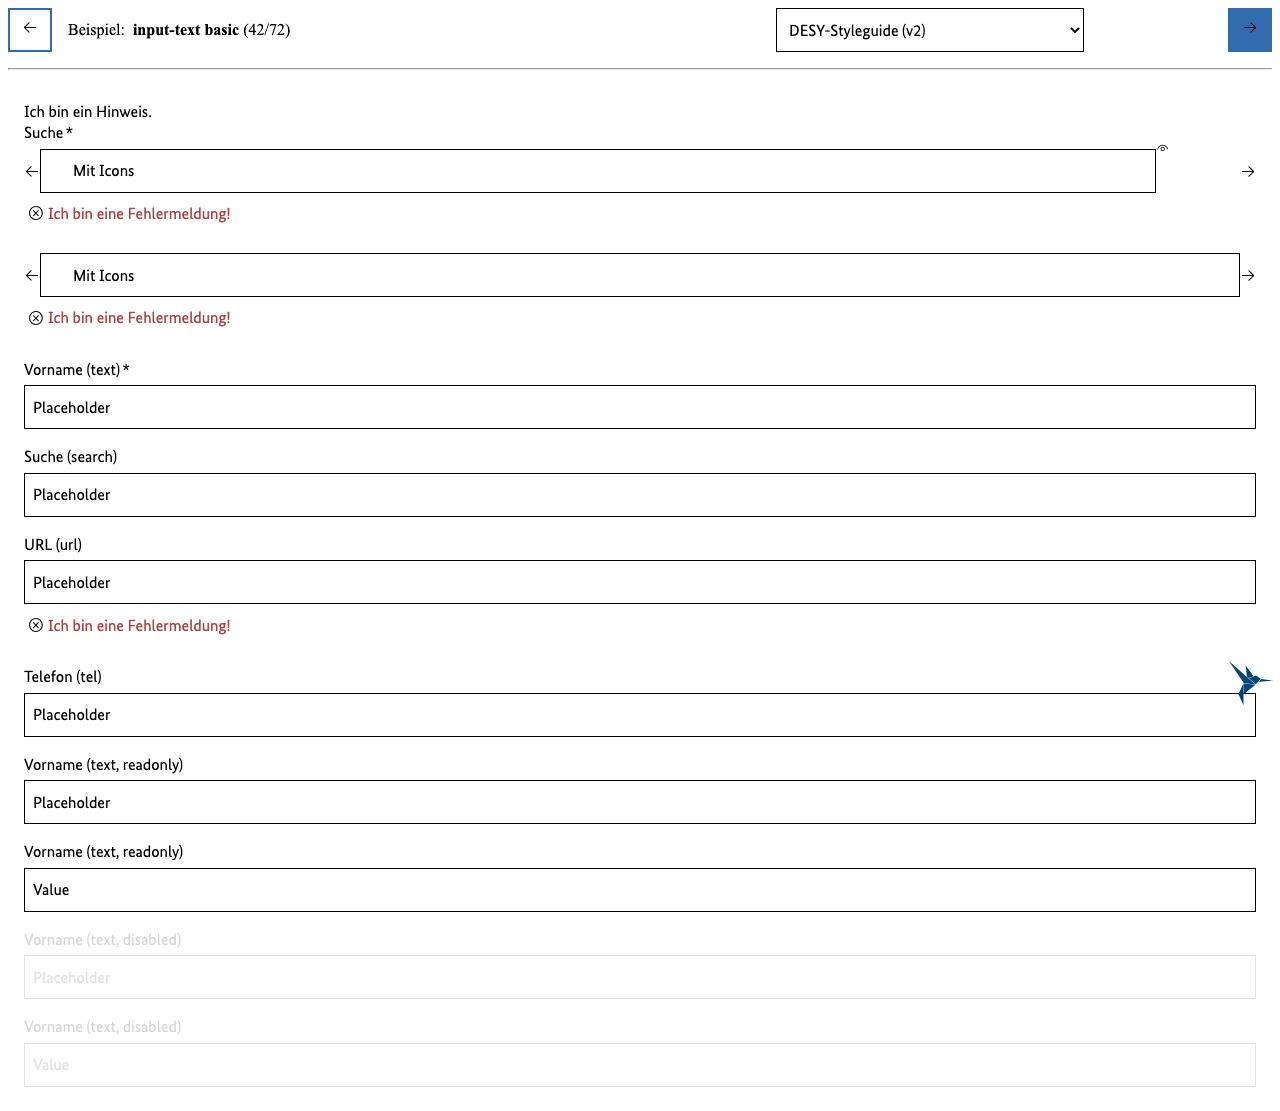 Beispiel: input-text basic (42/72)
DESY-Styleguide (v2)
Ich bin ein Hinweis.
Suche*
Mit Icons
Ich bin eine Fehlermeldung!
Mit Icons
Ich bin eine Fehlermeldung!
Vorname (text)*
Placeholder
Suche (search)
Placeholder
URL (url)
Placeholder
Ich bin eine Fehlermeldung!
Telefon (tel)
Placeholder
Vorname (text, readonly)
Placeholder
Vorname (text, readonly)
Value
Vorname (text, disabled)
Placeholder
Vorname (text, disabled)
Value